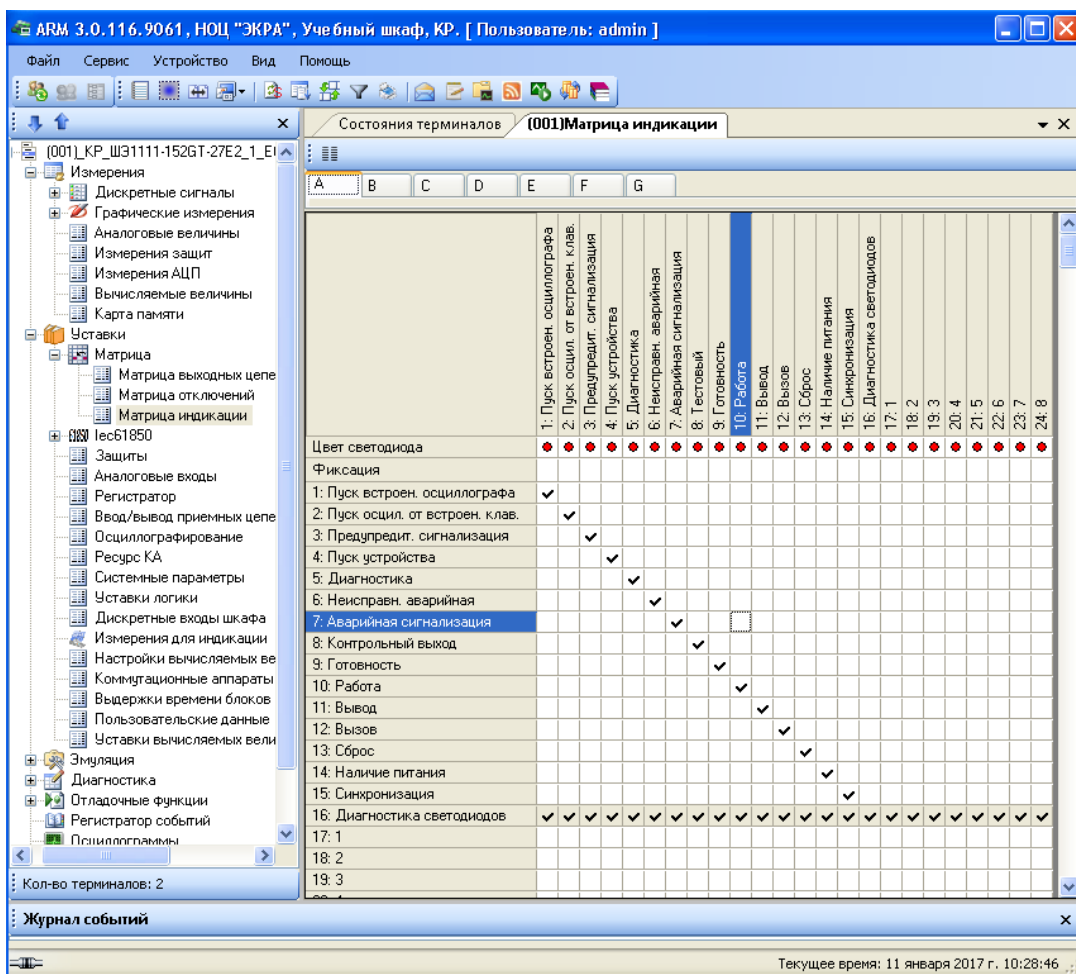 ARM 3.0.116.9061, НОЦ "ЭКРА", Учебный шкаф, КР. [ Пользователь: admin ]
Файл Сервис Устройство Вид Помощь
Состояния терминалов
(001)Матрица индикации
(001)_КР_ШЭ1111-152GT-27E2_1_
Измерения
Дискретные сигналы
Графические измерения
Аналоговые величины
Измерения защит
Измерения АЦП
Вычисляемые величины
Карта памяти
Уставки
Матрица
Матрица выходных цепе
Матрица отключений
Матрица индикации
Iec61850
Защиты
Аналоговые входы
Регистратор
Ввод/вывод приемных цепе
Осциллографирование
Ресурс КА
Системные параметры
Уставки логики
Дискретные входы шкафа
Измерения для индикации
Настройки вычисляемых ве
Коммутационные аппараты
Выдержки времени блоков
Пользовательские данные
Уставки вычисляемых вели
Эмуляция
Диагностика
Отладочные функции
Регистратор событий
Осциллограммы
Кол-во терминалов: 2
A B C D E F G
1: Пуск встроен. осциллографа
2: Пуск осцил. от встроен. клав.
3: Предупредит. сигнализация
4: Пуск устройства
5: Диагностика
6: Неисправн. аварийная
7: Аварийная сигнализация
8: Тестовый
9: Готовность
10: Работа
11: Вывод
12: Вызов
13: Сброс
14: Наличие питания
15: Синхронизация
16: Диагностика светодиодов
17: 1
18: 2
19: 3
20: 4
21: 5
22: 6
23: 7
24: 8
Цвет светодиода
Фиксация
1: Пуск встроен. осциллографа
2: Пуск осцил. от встроен. клав.
3: Предупредит. сигнализация
4: Пуск устройства
5: Диагностика
6: Неисправн. аварийная
7: Аварийная сигнализация
8: Контрольный выход
9: Готовность
10: Работа
11: Вывод
12: Вызов
13: Сброс
14: Наличие питания
15: Синхронизация
16: Диагностика светодиодов
17: 1
18: 2
19: 3
Журнал событий
Текущее время: 11 января 2017 г. 10:28:46